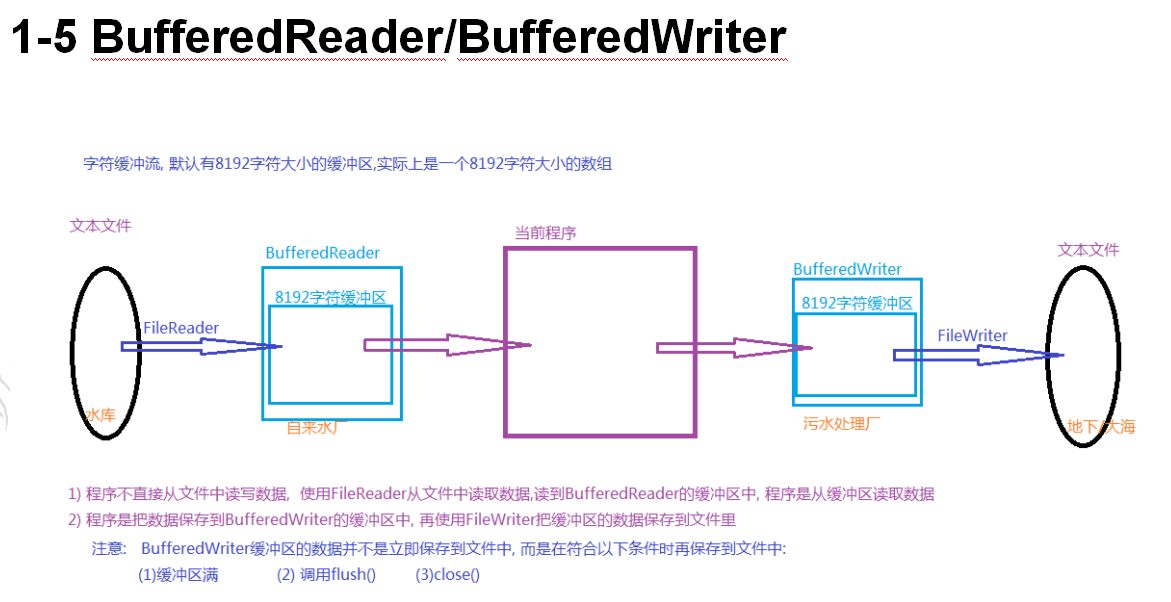 1-5 BufferedReader/BufferedWriter
字符缓冲流, 默认有8192字符大小的缓冲区,实际上是一个8192字符大小的数组
文本文件
当前程序
文本文件
BufferedReader
BufferedWriter
8192字符缓冲区
8192字符缓冲区
FileReader
FileWriter
水库
自来水厂
污水处理厂
地下/大海
1) 程序不直接从文件中读写数据, 使用FileReader从文件中读取数据,读到BufferedReader的缓冲区中, 程序是从缓冲区读取数据
2) 程序是把数据保存到BufferedWriter的缓冲区中, 再使用FileWriter把缓冲区的数据保存到文件里
注意: BufferedWriter缓冲区的数据并不是立即保存到文件中, 而是在符合以下条件时再保存到文件中:
(1)缓冲区满 (2) 调用flush() (3)close()